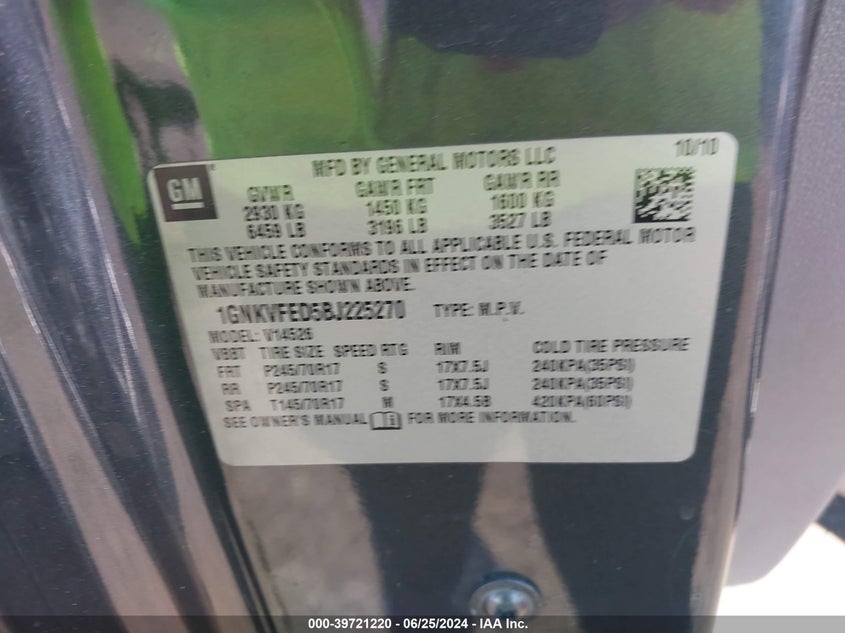 GM
MFD BY GENERAL MOTORS LLC 10/10
GVWR GAWR FRT GAWR RR
2930 KG 1450 KG 1600 KG
6459 LB 3196 LB 3527 LB
THIS VEHICLE CONFORMS TO ALL APPLICABLE U.S. FEDERAL MOTOR
VEHICLE SAFETY STANDARDS IN EFFECT ON THE DATE OF
MANUFACTURE SHOWN ABOVE.
1GNKVFED5BJ225270 TYPE: M.P.V.
MODEL: V14526
TIRE SIZE SPEED RTG RIM COLD TIRE PRESSURE
FRT P245/70R17 S 17X7.5J 240KPA(35PSI)
RR P245/70R17 S 17X7.5J 240KPA(35PSI)
SPA T145/70R17 M 17X4.5B 420KPA(60PSI)
SEE OWNER'S MANUAL FOR MORE INFORMATION.
000-39721220 - 06/25/2024 - IAA Inc.